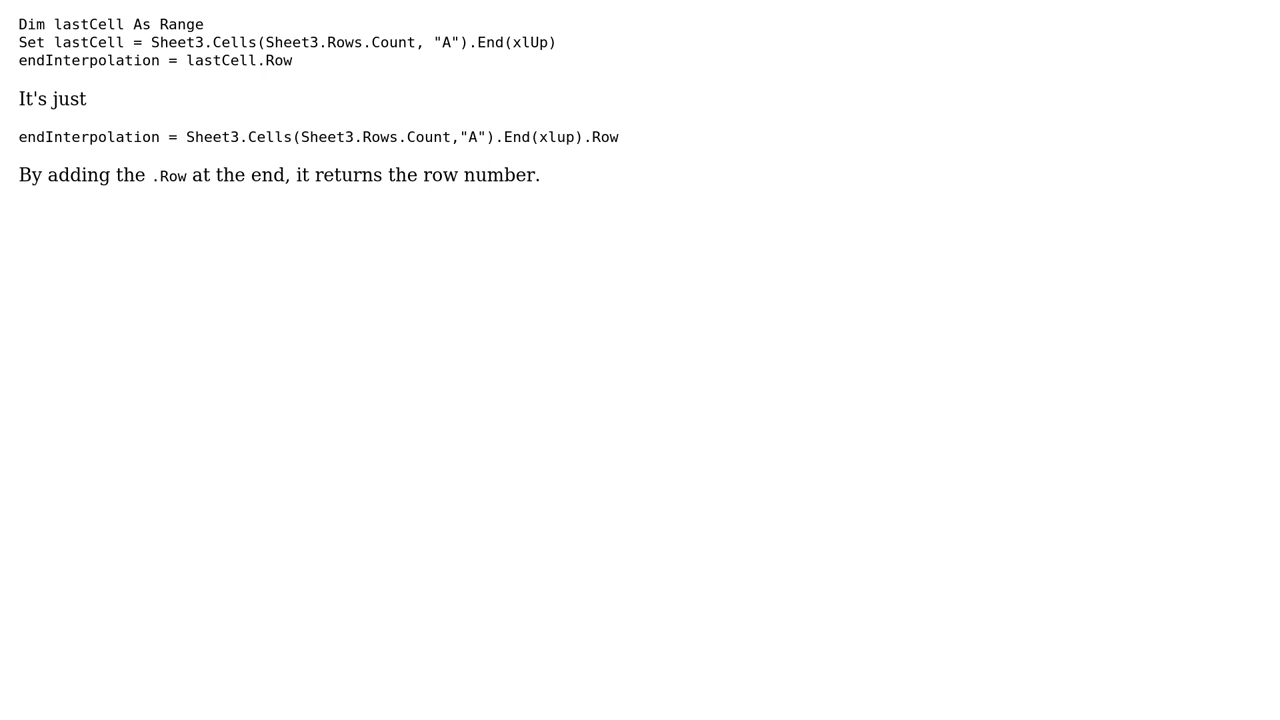 Dim lastCell As Range
Set lastCell = Sheet3.Cells(Sheet3.Rows.Count, "A").End(xlUp)
endInterpolation = lastCell.Row
It's just
endInterpolation = Sheet3.Cells(Sheet3.Rows.Count,"A").End(xlup).Row
By adding the .Row at the end, it returns the row number.